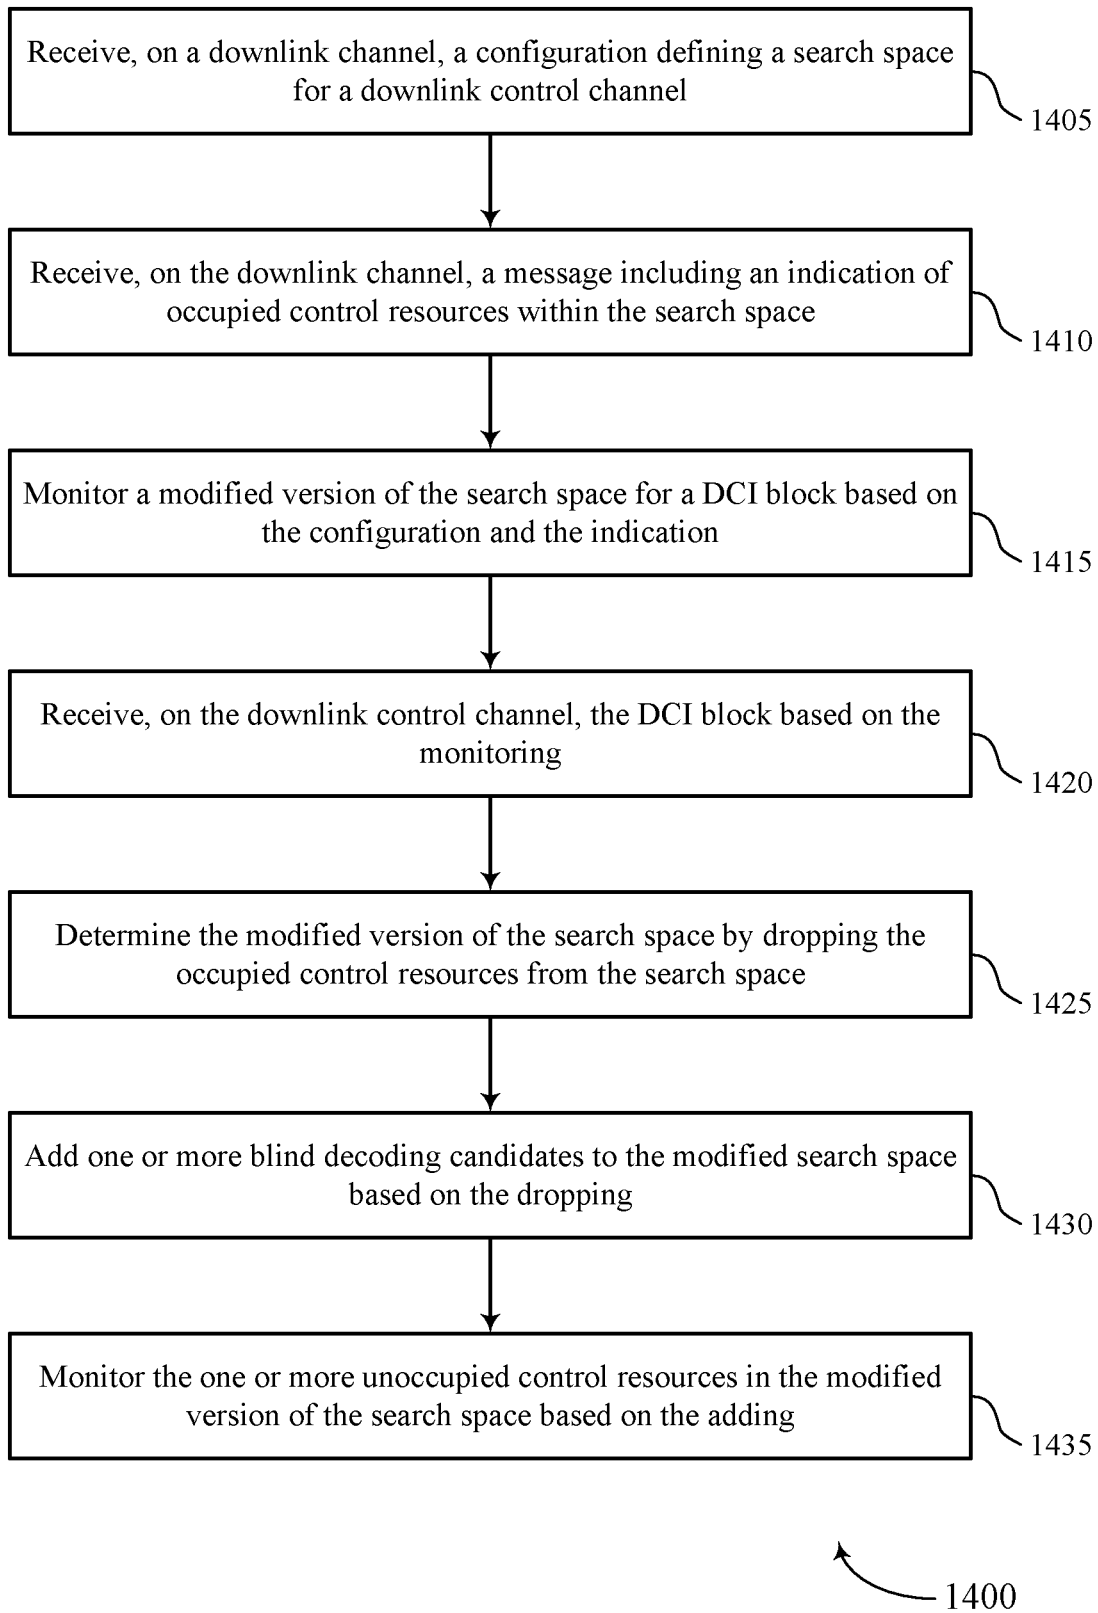 Receive, on a downlink channel, a configuration defining a search space
for a downlink control channel
1405
Receive, on the downlink channel, a message including an indication of
occupied control resources within the search space
1410
Monitor a modified version of the search space for a DCI block based on
the configuration and the indication
1415
Receive, on the downlink control channel, the DCI block based on the
monitoring
1420
Determine the modified version of the search space by dropping the
occupied control resources from the search space
1425
Add one or more blind decoding candidates to the modified search space
based on the dropping
1430
Monitor the one or more unoccupied control resources in the modified
version of the search space based on the adding
1435
1400